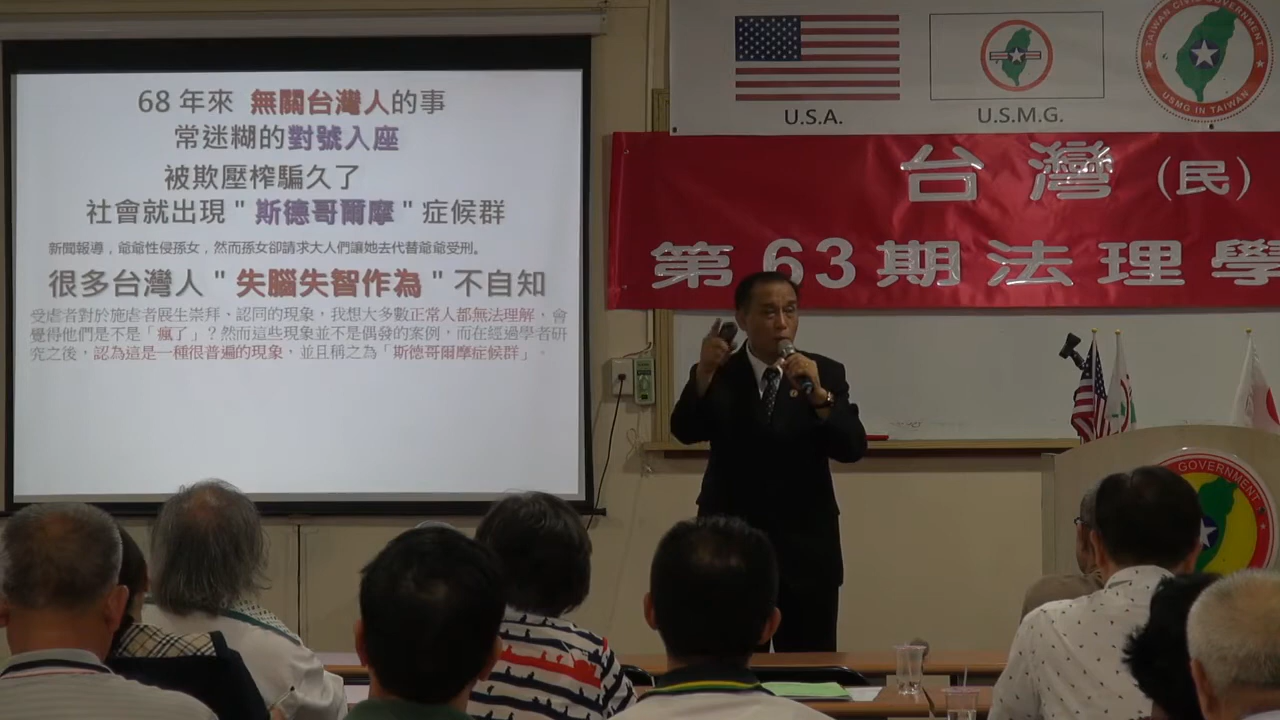 68 年來 無關台灣人的事
常迷糊的對號入座
被欺壓榨騙久了
社會就出現 " 斯德哥爾摩 " 症候群
新聞報導，爺爺性侵孫女，然而孫女卻請求大人們讓她去代替爺爺受刑。
很多台灣人 " 失腦失智作為 " 不自知
受虐者對於施虐者展生崇拜、認同的現象，我想大多數正常人都無法理解，會
覺得他們是不是「瘋了」？然而這些現象並不是偶發的案例，而在經過學者研
究之後，認為這是一種很普遍的現象，並且稱之為「斯德哥爾摩症候群」。
U.S.A.
U.S.M.G.
TAIWAN CIVIL GOVERNMENT
USMG IN TAIWAN
台灣(民)
第63期法理學
GOVERNMENT